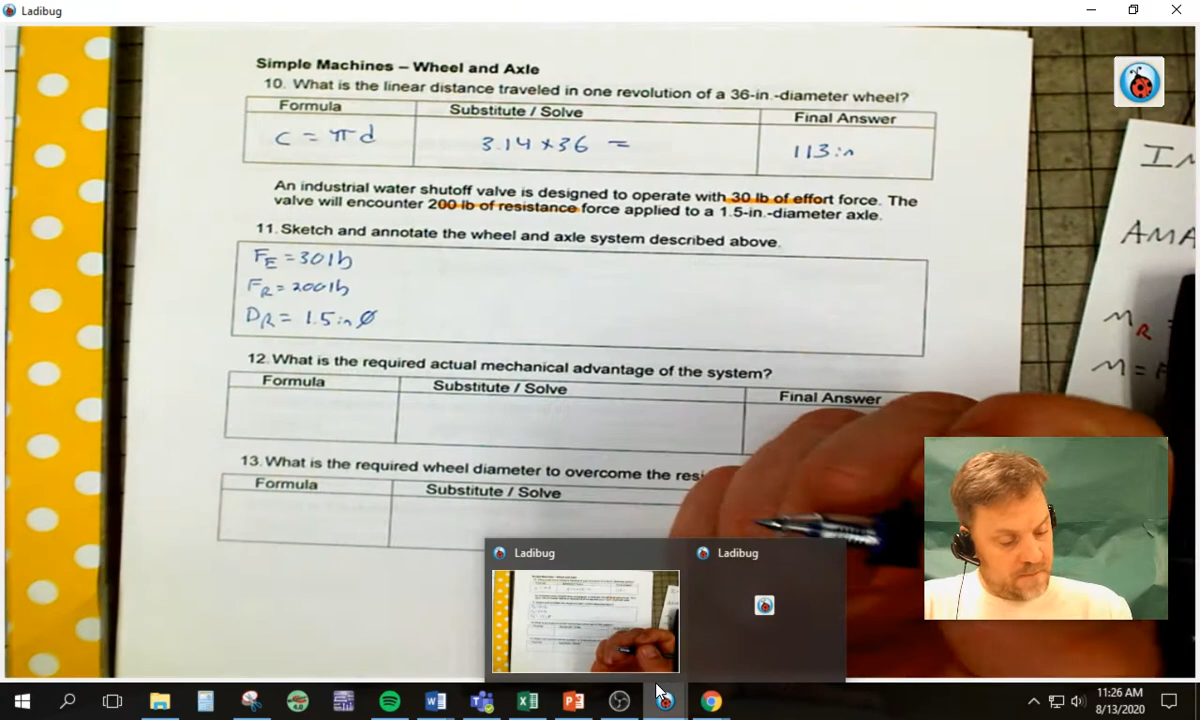 Ladibug
Simple Machines – Wheel and Axle
10. What is the linear distance traveled in one revolution of a 36-in.-diameter wheel?
Formula Substitute / Solve Final Answer
C = πd 3.14 × 36 = 113 in
An industrial water shutoff valve is designed to operate with 30 lb of effort force. The
valve will encounter 200 lb of resistance force applied to a 1.5-in.-diameter axle.
11. Sketch and annotate the wheel and axle system described above.
FE = 30 lb
FR = 200 lb
DR = 1.5 in Ø
12. What is the required actual mechanical advantage of the system?
Formula Substitute / Solve Final Answer
13. What is the required wheel diameter to overcome the
Formula Substitute / Solve
AMA
MR =
M =
Ladibug Ladibug
11:26 AM
8/13/2020